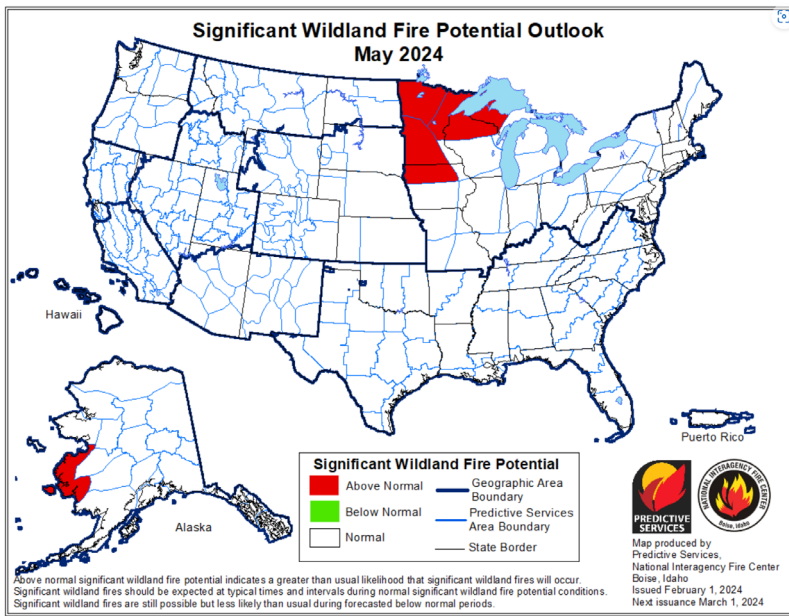 Significant Wildland Fire Potential Outlook
May 2024
Hawaii
Alaska
Puerto Rico
Significant Wildland Fire Potential
Above Normal
Below Normal
Normal
Geographic Area
Boundary
Predictive Services
Area Boundary
State Border
PREDICTIVE
SERVICES
NATIONAL INTERAGENCY FIRE CENTER
Boise, Idaho
Map produced by
Predictive Services,
National Interagency Fire Center
Boise, Idaho
Issued February 1, 2024
Next issuance March 1, 2024
Above normal significant wildland fire potential indicates a greater than usual likelihood that significant wildland fires will occur.
Significant wildland fires should be expected at typical times and intervals during normal significant wildland fire potential conditions.
Significant wildland fires are still possible but less likely than usual during forecasted below normal periods.